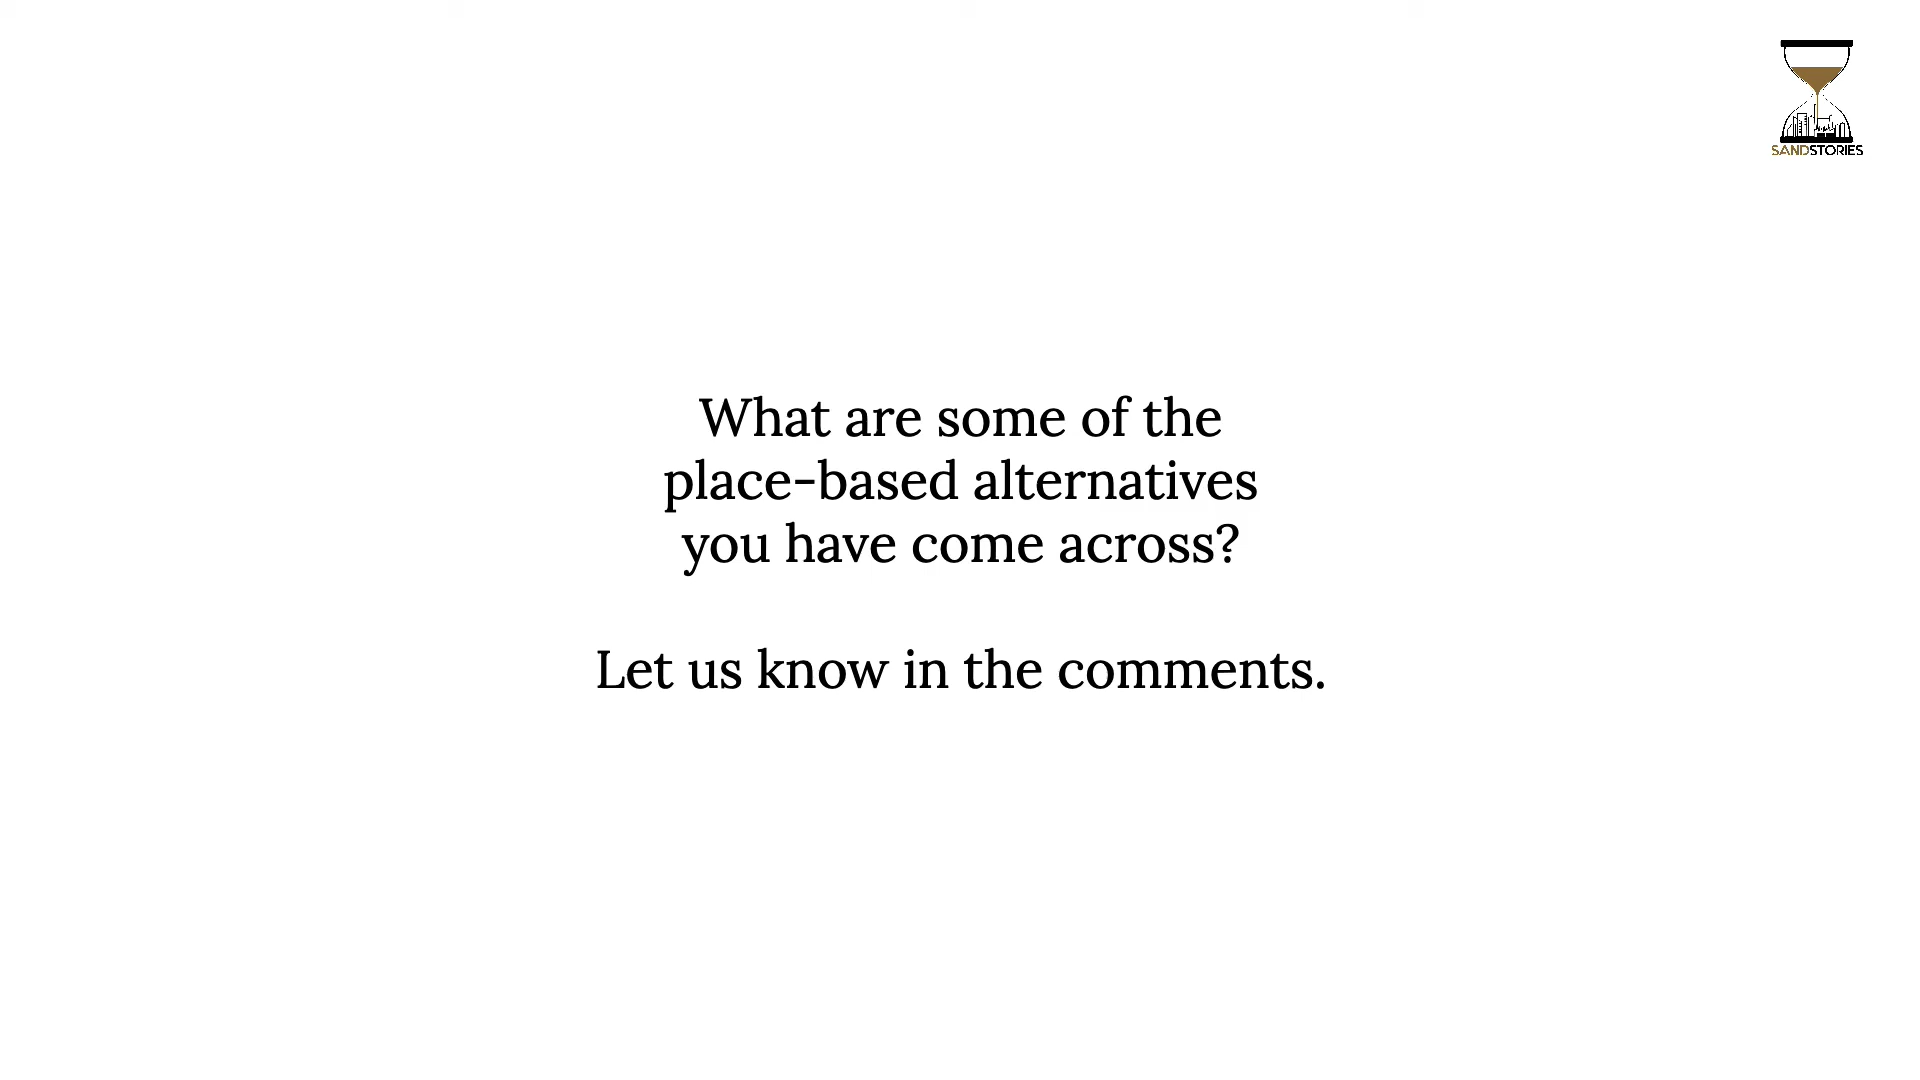 SANDSTORIES
What are some of the
place-based alternatives
you have come across?
Let us know in the comments.